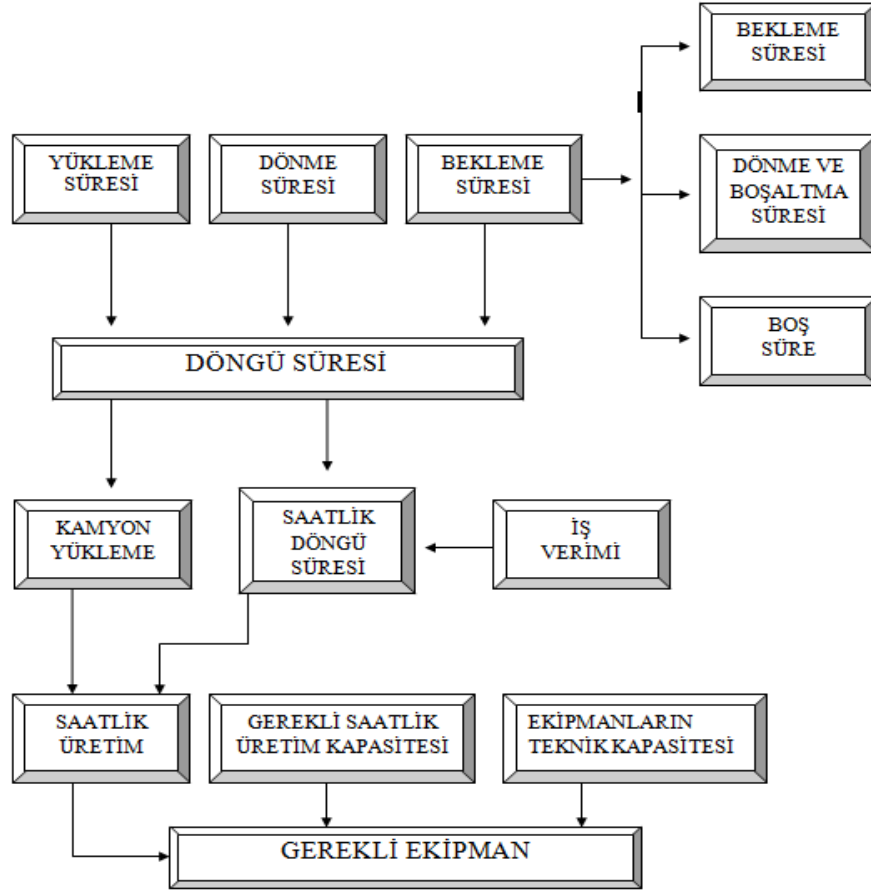 BEKLEME
SÜRESİ
YÜKLEME
SÜRESİ
DÖNME
SÜRESİ
BEKLEME
SÜRESİ
DÖNME VE
BOŞALTMA
SÜRESİ
BOŞ
SÜRE
DÖNGÜ SÜRESİ
KAMYON
YÜKLEME
SAATLİK
DÖNGÜ
SÜRESİ
İŞ
VERİMİ
SAATLİK
ÜRETİM
GEREKLİ SAATLİK
ÜRETİM KAPASİTESİ
EKİPMANLARIN
TEKNİK KAPASİTESİ
GEREKLİ EKİPMAN